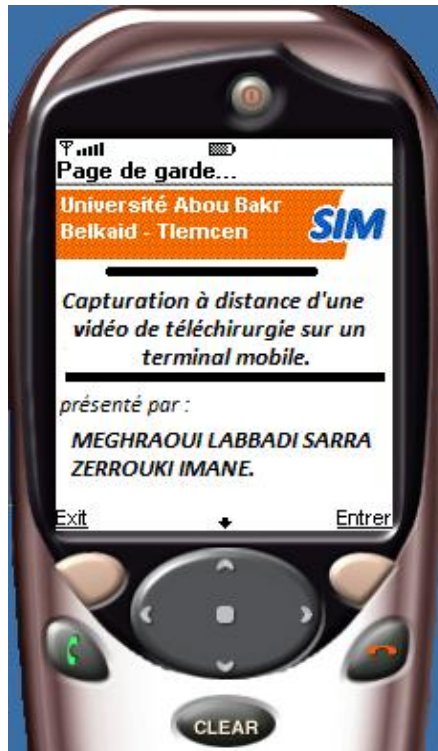 Page de garde...
Université Abou Bakr
Belkaid - Tlemcen
SIM
Capturation à distance d'une
vidéo de téléchirurgie sur un
terminal mobile.
présenté par :
MEGHRAOUI LABBADI SARRA
ZERROUKI IMANE.
Exit
Entrer
CLEAR